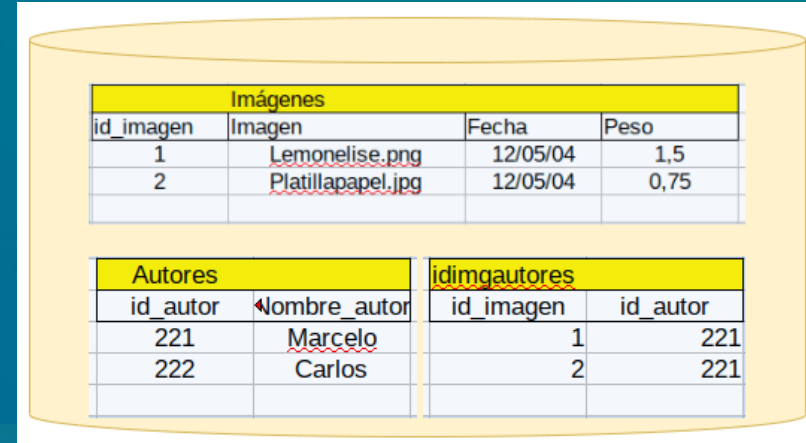 Imágenes
id_imagen Imagen Fecha Peso
1 Lemonelise.png 12/05/04 1,5
2 Platillapapel.jpg 12/05/04 0,75
Autores
id_autor Nombre_autor
221 Marcelo
222 Carlos
idimgautores
id_imagen id_autor
1 221
2 221